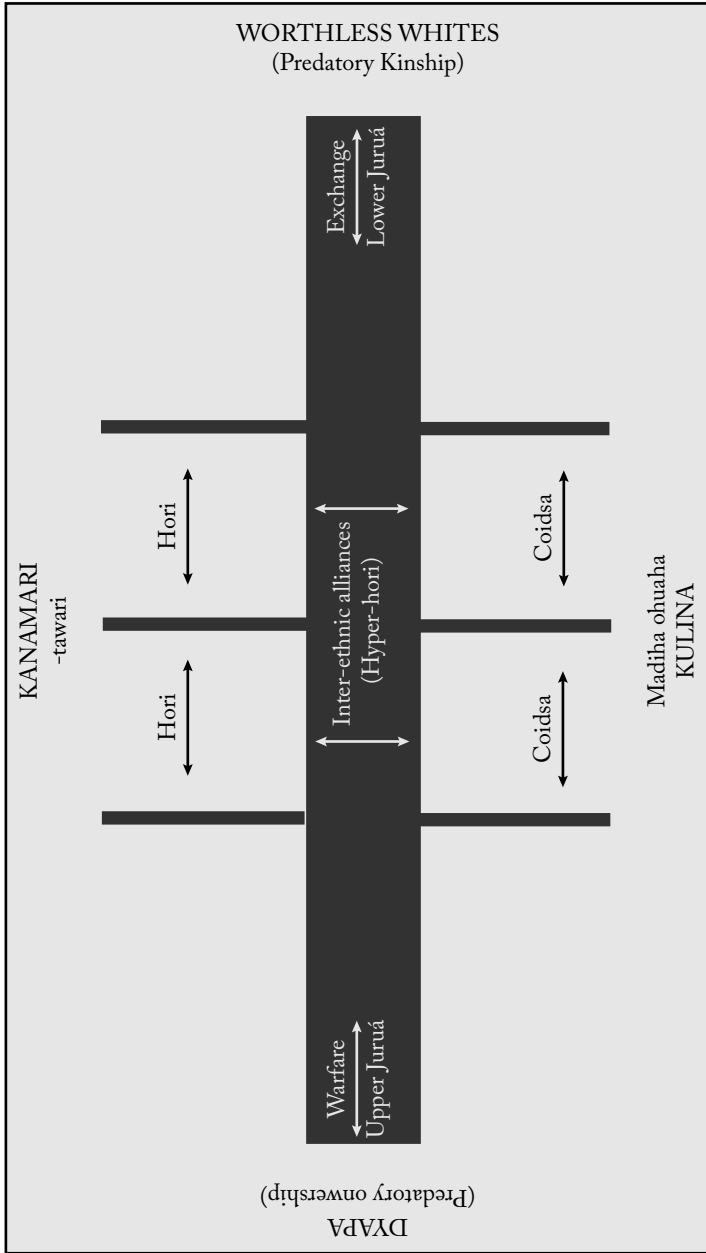 WORTHLESS WHITES
(Predatory Kinship)
Exchange
Lower Juruá
KANAMARI
-tawari
Hori
Hori
Inter-ethnic alliances
(Hyper-hori)
Coidsa
Coidsa
Madiha ohuaha
KULINA
Warfare
Upper Juruá
DYAPA
(Predatory onwership)